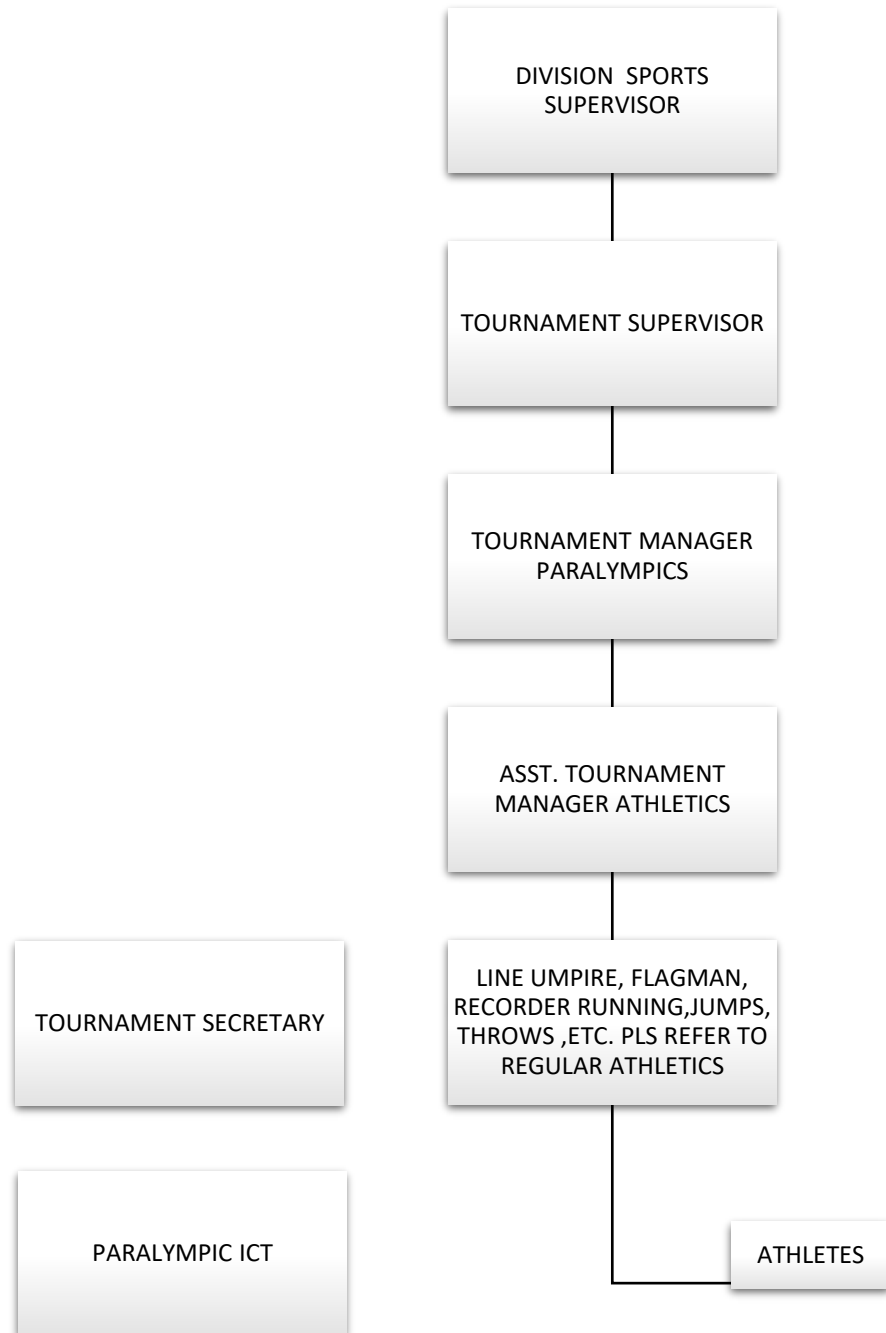 DIVISION SPORTS
SUPERVISOR
TOURNAMENT SUPERVISOR
TOURNAMENT MANAGER
PARALYMPICS
ASST. TOURNAMENT
MANAGER ATHLETICS
LINE UMPIRE, FLAGMAN,
RECORDER RUNNING,JUMPS,
THROWS ,ETC. PLS REFER TO
REGULAR ATHLETICS
TOURNAMENT SECRETARY
PARALYMPIC ICT
ATHLETES